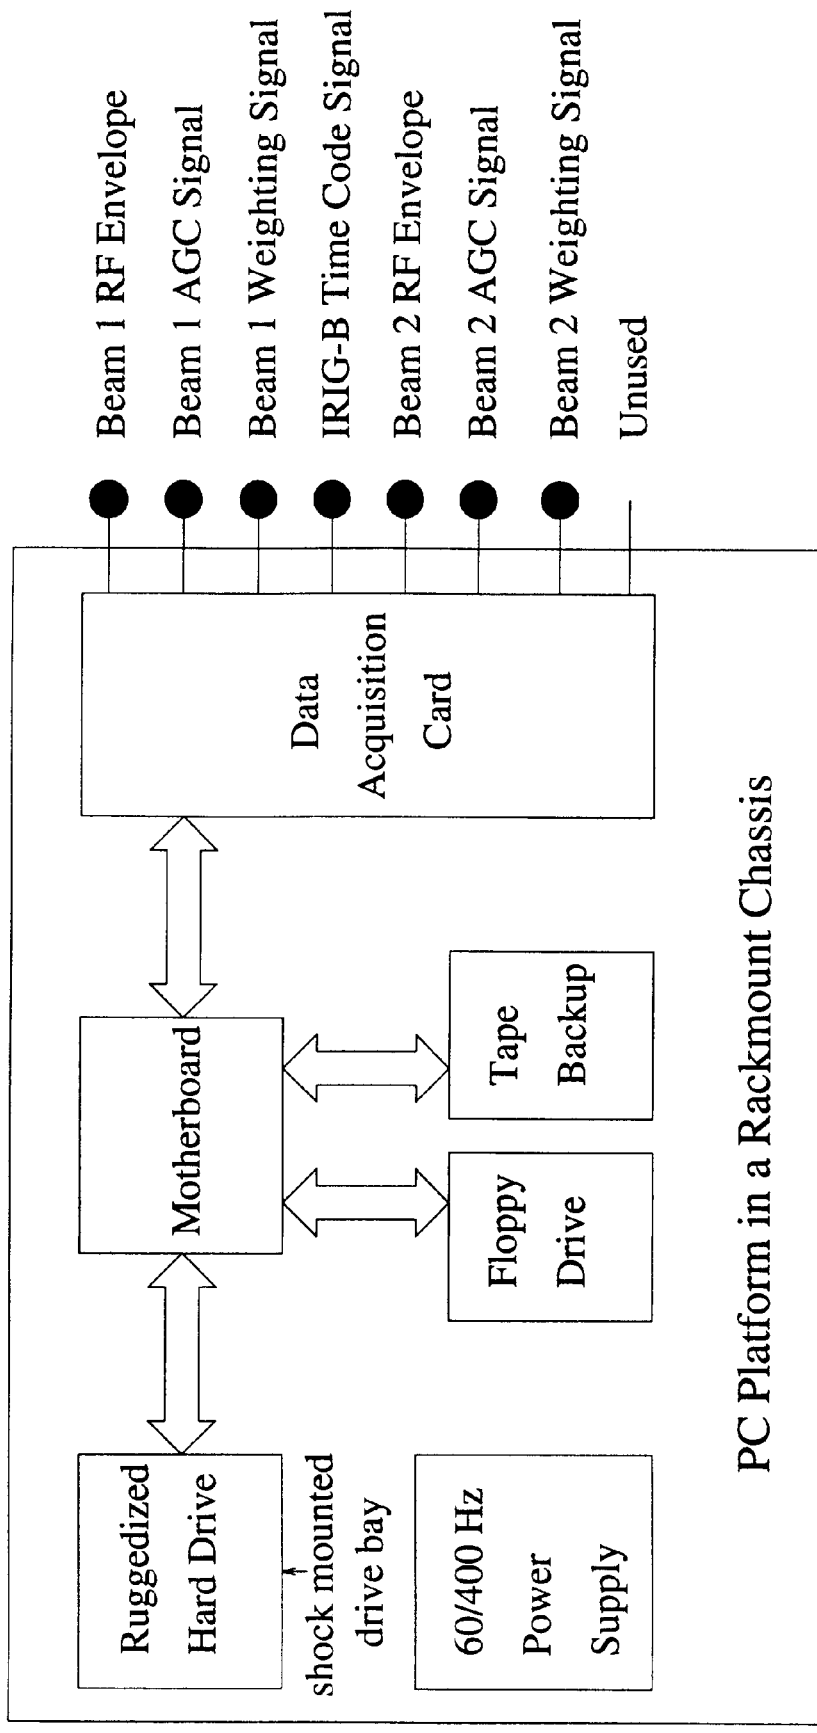 Ruggedized
Hard Drive
shock mounted
drive bay
60/400 Hz
Power
Supply
Motherboard
Floppy
Drive
Tape
Backup
Data
Acquisition
Card
Beam 1 RF Envelope
Beam 1 AGC Signal
Beam 1 Weighting Signal
IRIG-B Time Code Signal
Beam 2 RF Envelope
Beam 2 AGC Signal
Beam 2 Weighting Signal
Unused
PC Platform in a Rackmount Chassis